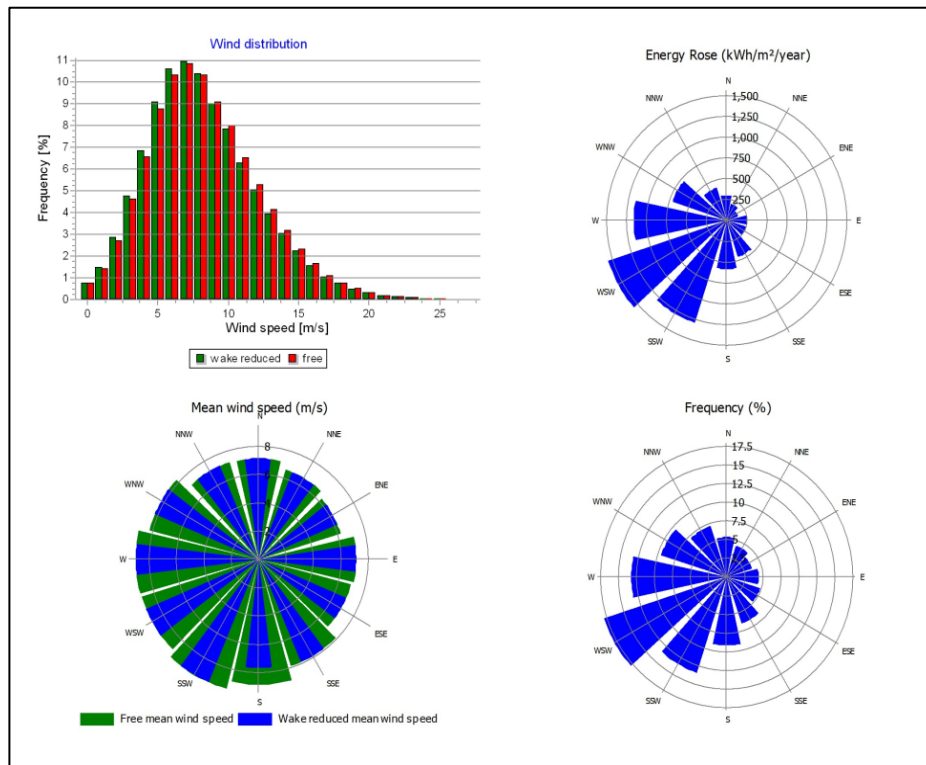 Wind distribution
11
10
9
8
7
6
5
4
3
2
1
0
Frequency [%]
0 5 10 15 20 25
Wind speed [m/s]
wake reduced free
Energy Rose (kWh/m²/year)
N
NNW NNE
1,500
1,250
WNW 1,000 ENE
750
500
250
W E
WSW ESE
SSW SSE
S
Mean wind speed (m/s)
N
NNW NNE
8
6
WNW ENE
4
2
W E
WSW ESE
SSW SSE
S
Free mean wind speed Wake reduced mean wind speed
Frequency (%)
N
NNW NNE
17.5
15
WNW 12.5 ENE
10
7.5
5
W E
WSW ESE
SSW SSE
S